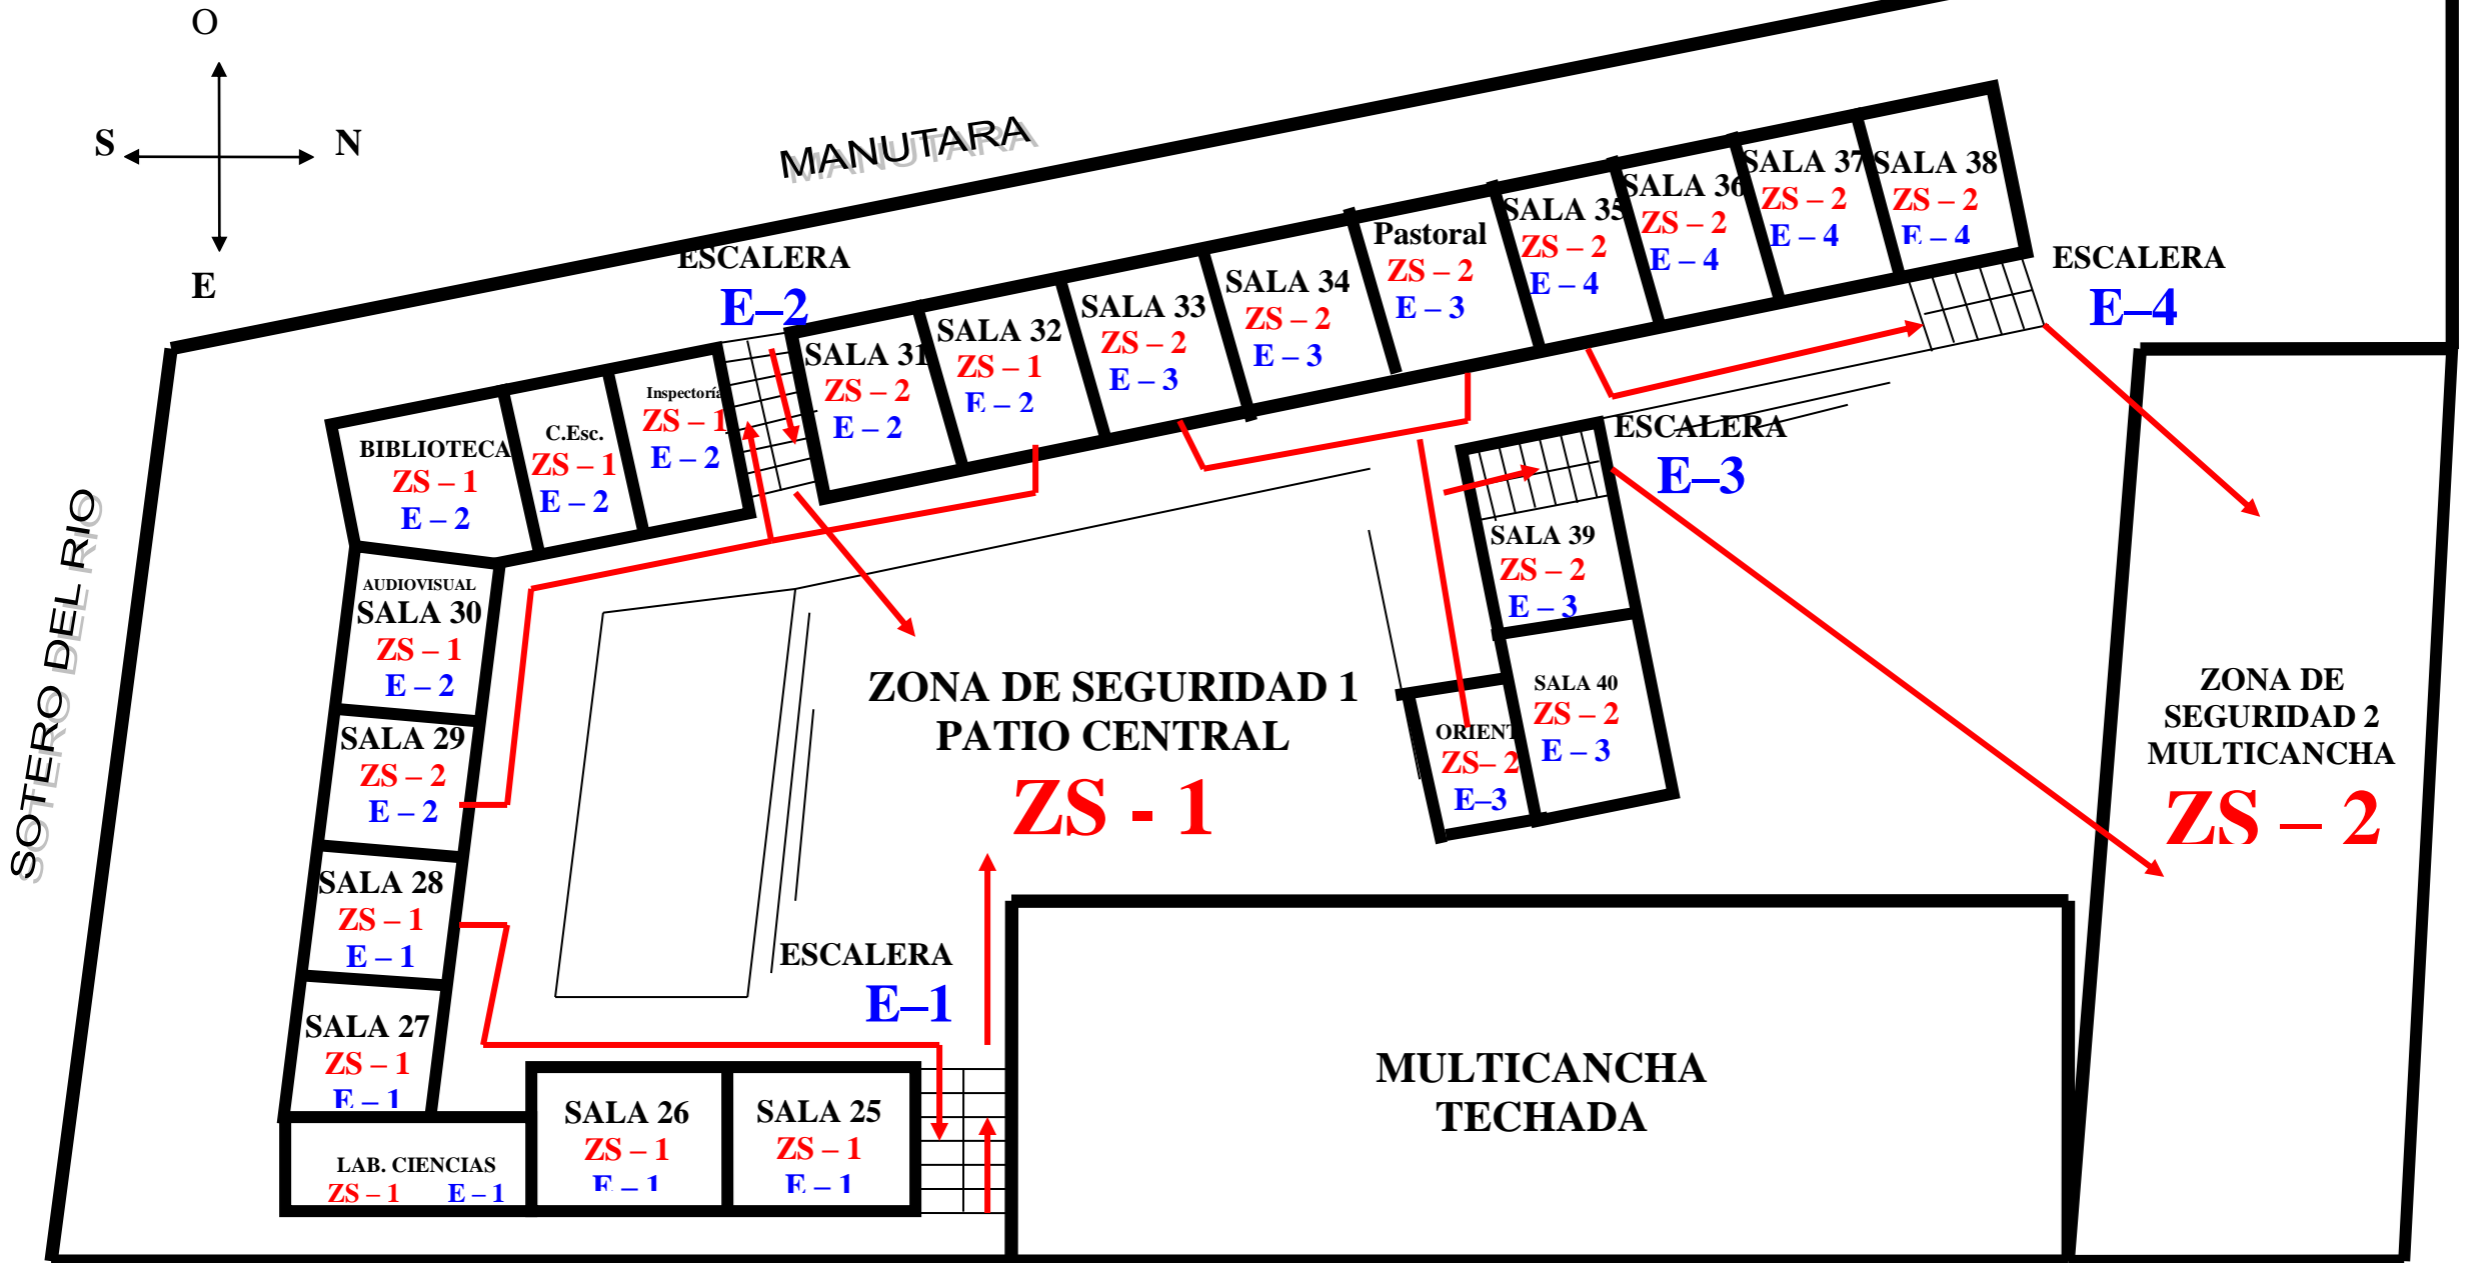 O
S
N
E
MANUTARA
SOTERO DEL RIO
ESCALERA
E–2
ESCALERA
E–4
ESCALERA
E–3
ESCALERA
E–1
BIBLIOTECA
ZS – 1
E – 2
C.Esc.
ZS – 1
E – 2
Inspectoría
ZS – 1
E – 2
SALA 31
ZS – 2
E – 2
SALA 32
ZS – 1
E – 2
SALA 33
ZS – 2
E – 3
SALA 34
ZS – 2
E – 3
Pastoral
ZS – 2
E – 3
SALA 35
ZS – 2
E – 4
SALA 36
ZS – 2
E – 4
SALA 37
ZS – 2
E – 4
SALA 38
ZS – 2
E – 4
AUDIOVISUAL
SALA 30
ZS – 1
E – 2
SALA 29
ZS – 2
E – 2
SALA 28
ZS – 1
E – 1
SALA 27
ZS – 1
E – 1
LAB. CIENCIAS
ZS – 1 E – 1
SALA 26
ZS – 1
E – 1
SALA 25
ZS – 1
E – 1
SALA 39
ZS – 2
E – 3
SALA 40
ZS – 2
E – 3
ORIENT
ZS– 2
E–3
ZONA DE SEGURIDAD 1
PATIO CENTRAL
ZS - 1
ZONA DE
SEGURIDAD 2
MULTICANCHA
ZS – 2
MULTICANCHA
TECHADA